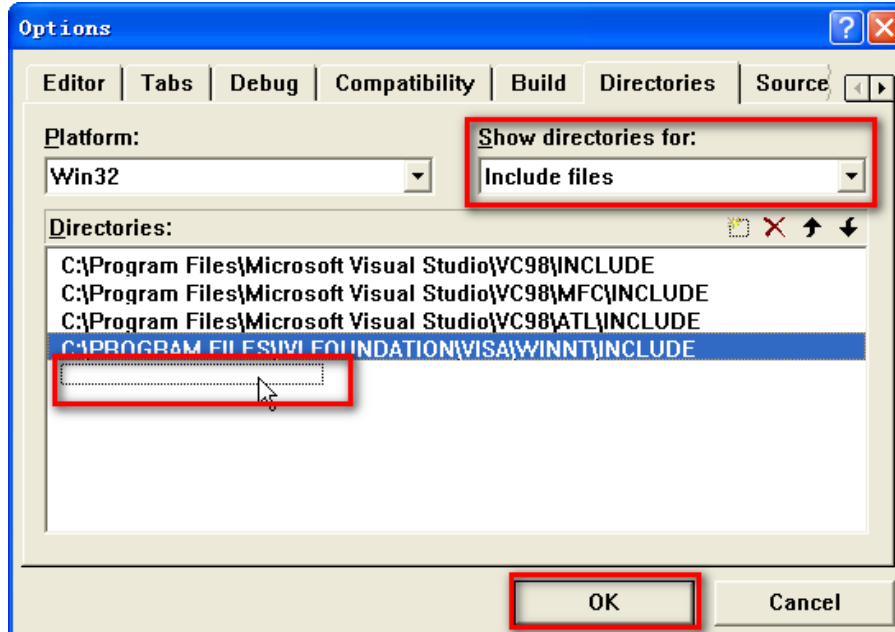 Options
Editor Tabs Debug Compatibility Build Directories Source
Platform: Show directories for:
Win32 Include files
Directories:
C:\Program Files\Microsoft Visual Studio\VC98\INCLUDE
C:\Program Files\Microsoft Visual Studio\VC98\MFC\INCLUDE
C:\Program Files\Microsoft Visual Studio\VC98\ATL\INCLUDE
C:\PROGRAM FILES\IVI FOUNDATION\VISA\WINNT\INCLUDE
OK Cancel